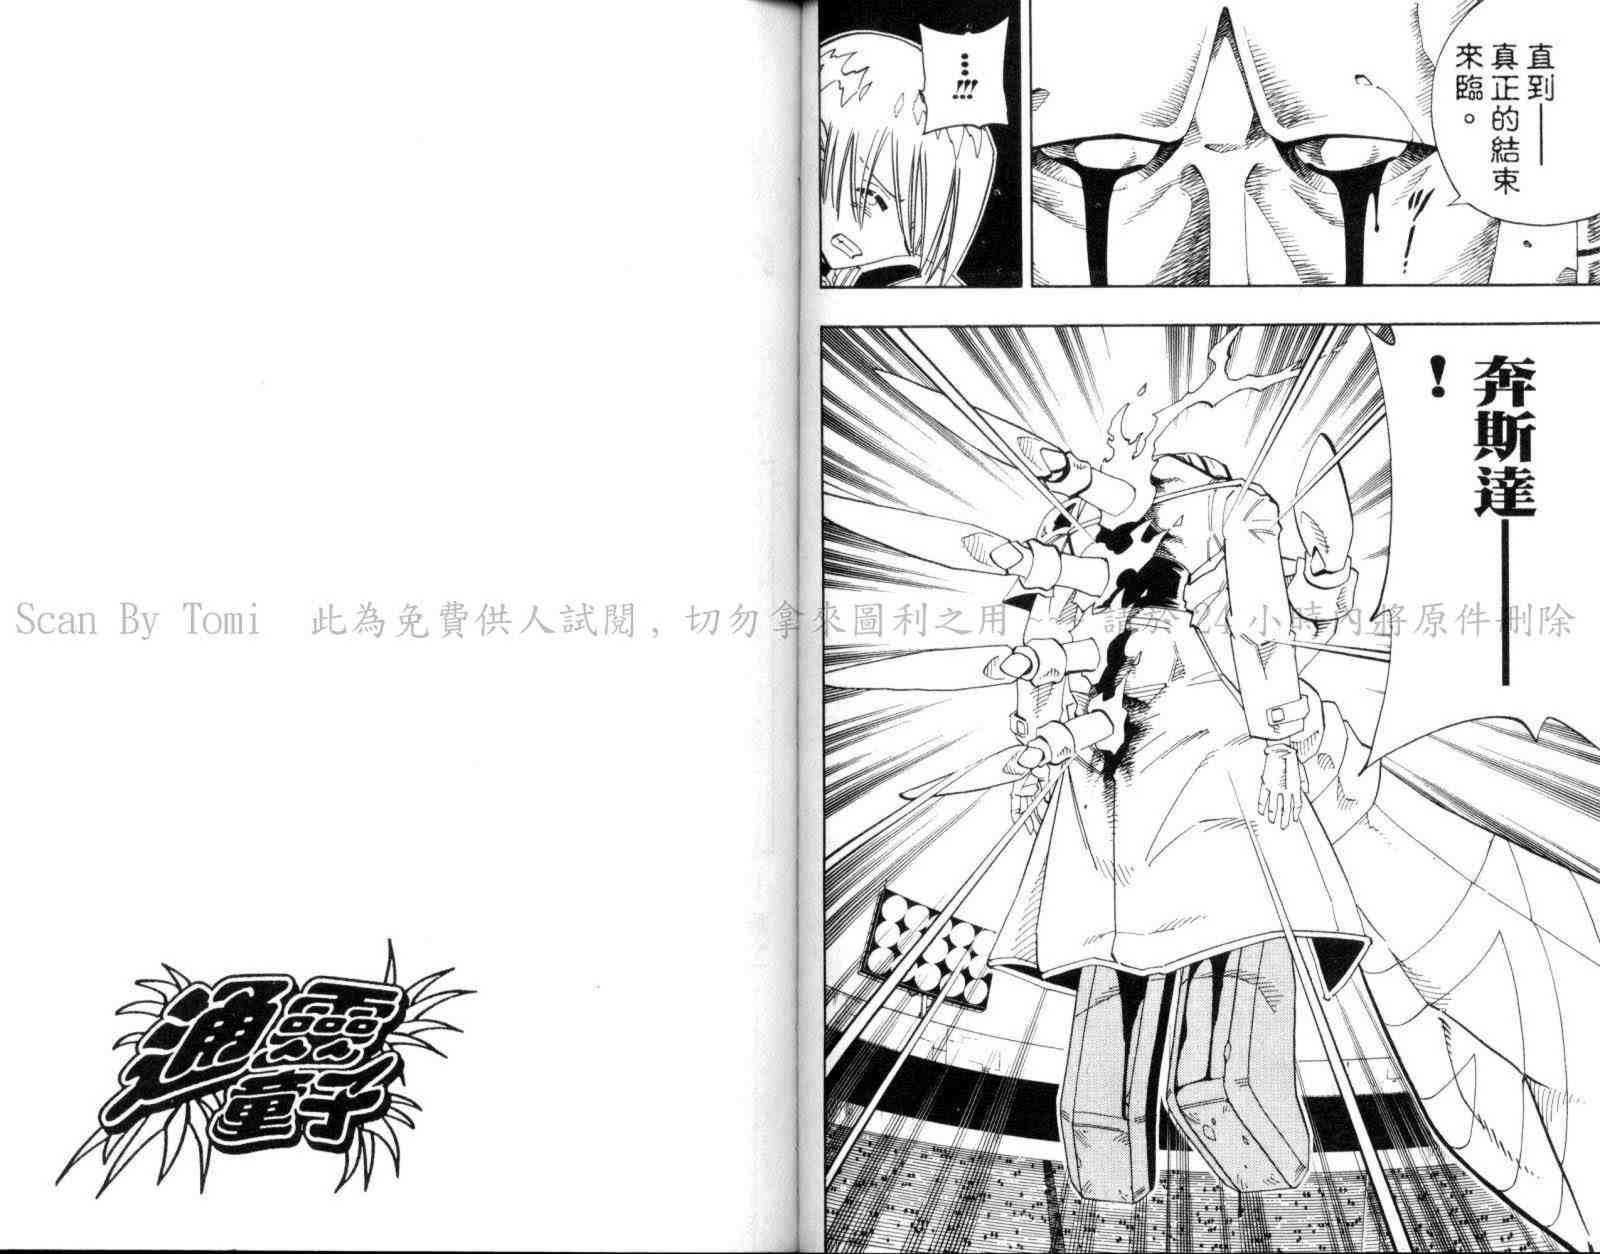 直到——
真正的結束
來臨。
…!!!
奔斯達——
！
Scan By Tomi 此為免費供人試閱，切勿拿來圖利之用～～請於 24 小時內將原件刪除
通靈
童子